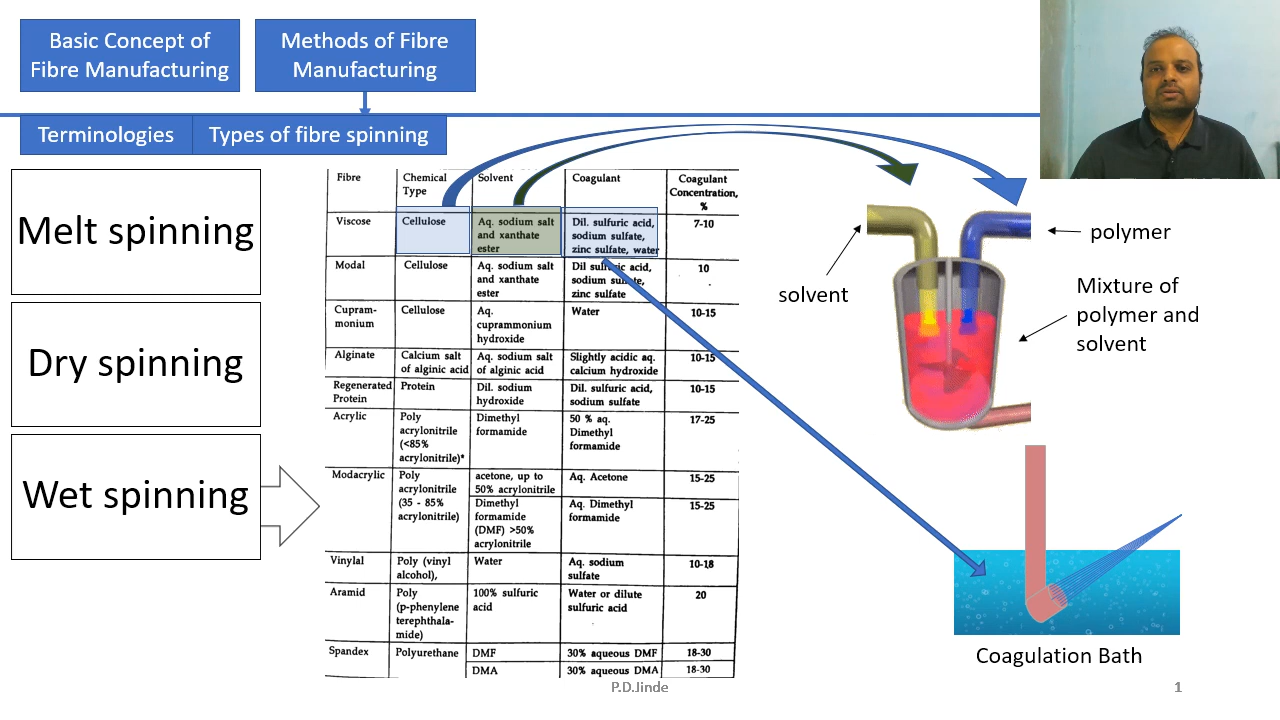 Basic Concept of
Fibre Manufacturing
Methods of Fibre
Manufacturing
Terminologies
Types of fibre spinning
Melt spinning
Dry spinning
Wet spinning
Fibre Chemical Type Solvent Coagulant Coagulant Concentration, %
Viscose Cellulose Aq. sodium salt and xanthate ester Dil. sulfuric acid, sodium sulfate, zinc sulfate, water 7-10
Modal Cellulose Aq. sodium salt and xanthate ester Dil sulfuric acid, sodium sulfate, zinc sulfate 10
Cupram-monium Cellulose Aq. cuprammonium hydroxide Water 10-15
Alginate Calcium salt of alginic acid Aq. sodium salt of alginic acid Slightly acidic aq. calcium hydroxide 10-15
Regenerated Protein Protein Dil. sodium hydroxide Dil. sulfuric acid, sodium sulfate 10-15
Acrylic Poly acrylonitrile (<85% acrylonitrile)* Dimethyl formamide 50 % aq. Dimethyl formamide 17-25
Modacrylic Poly acrylonitrile (35 - 85% acrylonitrile) acetone, up to 50% acrylonitrile Aq. Acetone 15-25
Dimethyl formamide (DMF) >50% acrylonitrile Aq. Dimethyl formamide 15-25
Vinylal Poly (vinyl alcohol), Water Aq. sodium sulfate 10-18
Aramid Poly (p-phenylene terephthala-mide) 100% sulfuric acid Water or dilute sulfuric acid 20
Spandex Polyurethane DMF 30% aqueous DMF 18-30
DMA 30% aqueous DMA 18-30
solvent
polymer
Mixture of
polymer and
solvent
Coagulation Bath
P.D.Jinde
1